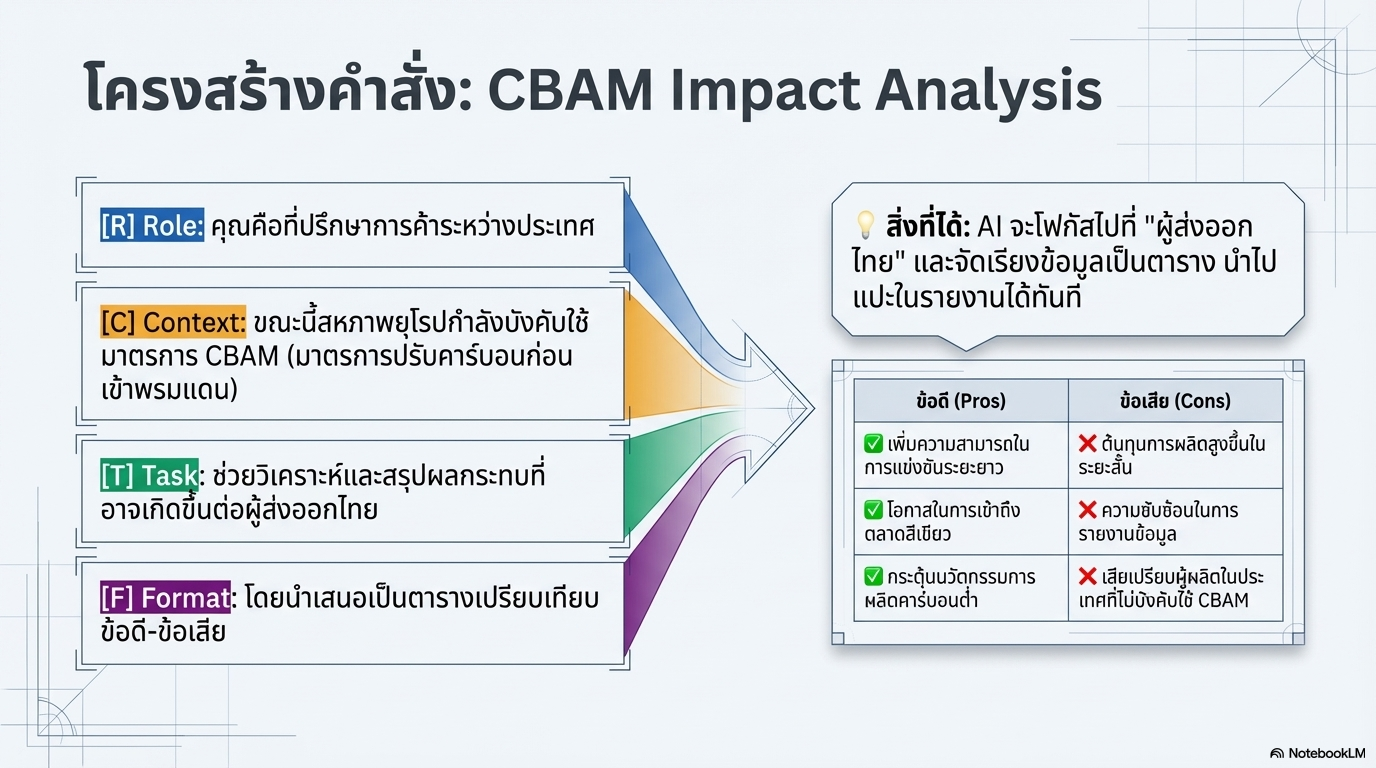 โครงสร้างคำสั่ง: CBAM Impact Analysis
[R] Role: คุณคือที่ปรึกษาการค้าระหว่างประเทศ
[C] Context: ขณะนี้สหภาพยุโรปกำลังบังคับใช้
มาตรการ CBAM (มาตรการปรับคาร์บอนก่อน
เข้าพรมแดน)
[T] Task: ช่วยวิเคราะห์และสรุปผลกระทบที่
อาจเกิดขึ้นต่อผู้ส่งออกไทย
[F] Format: โดยนำเสนอเป็นตารางเปรียบเทียบ
ข้อดี-ข้อเสีย
💡 สิ่งที่ได้: AI จะโฟกัสไปที่ "ผู้ส่งออก
ไทย" และจัดเรียงข้อมูลเป็นตาราง นำไป
แปะในรายงานได้ทันที
ข้อดี (Pros)
ข้อเสีย (Cons)
✅ เพิ่มความสามารถใน
การแข่งขันระยะยาว
❌ ต้นทุนการผลิตสูงขึ้นใน
ระยะสั้น
✅ โอกาสในการเข้าถึง
ตลาดสีเขียว
❌ ความซับซ้อนในการ
รายงานข้อมูล
✅ กระตุ้นนวัตกรรมการ
ผลิตคาร์บอนต่ำ
❌ เสียเปรียบผู้ผลิตในประ
เทศที่ไม่บังคับใช้ CBAM
NotebookLM